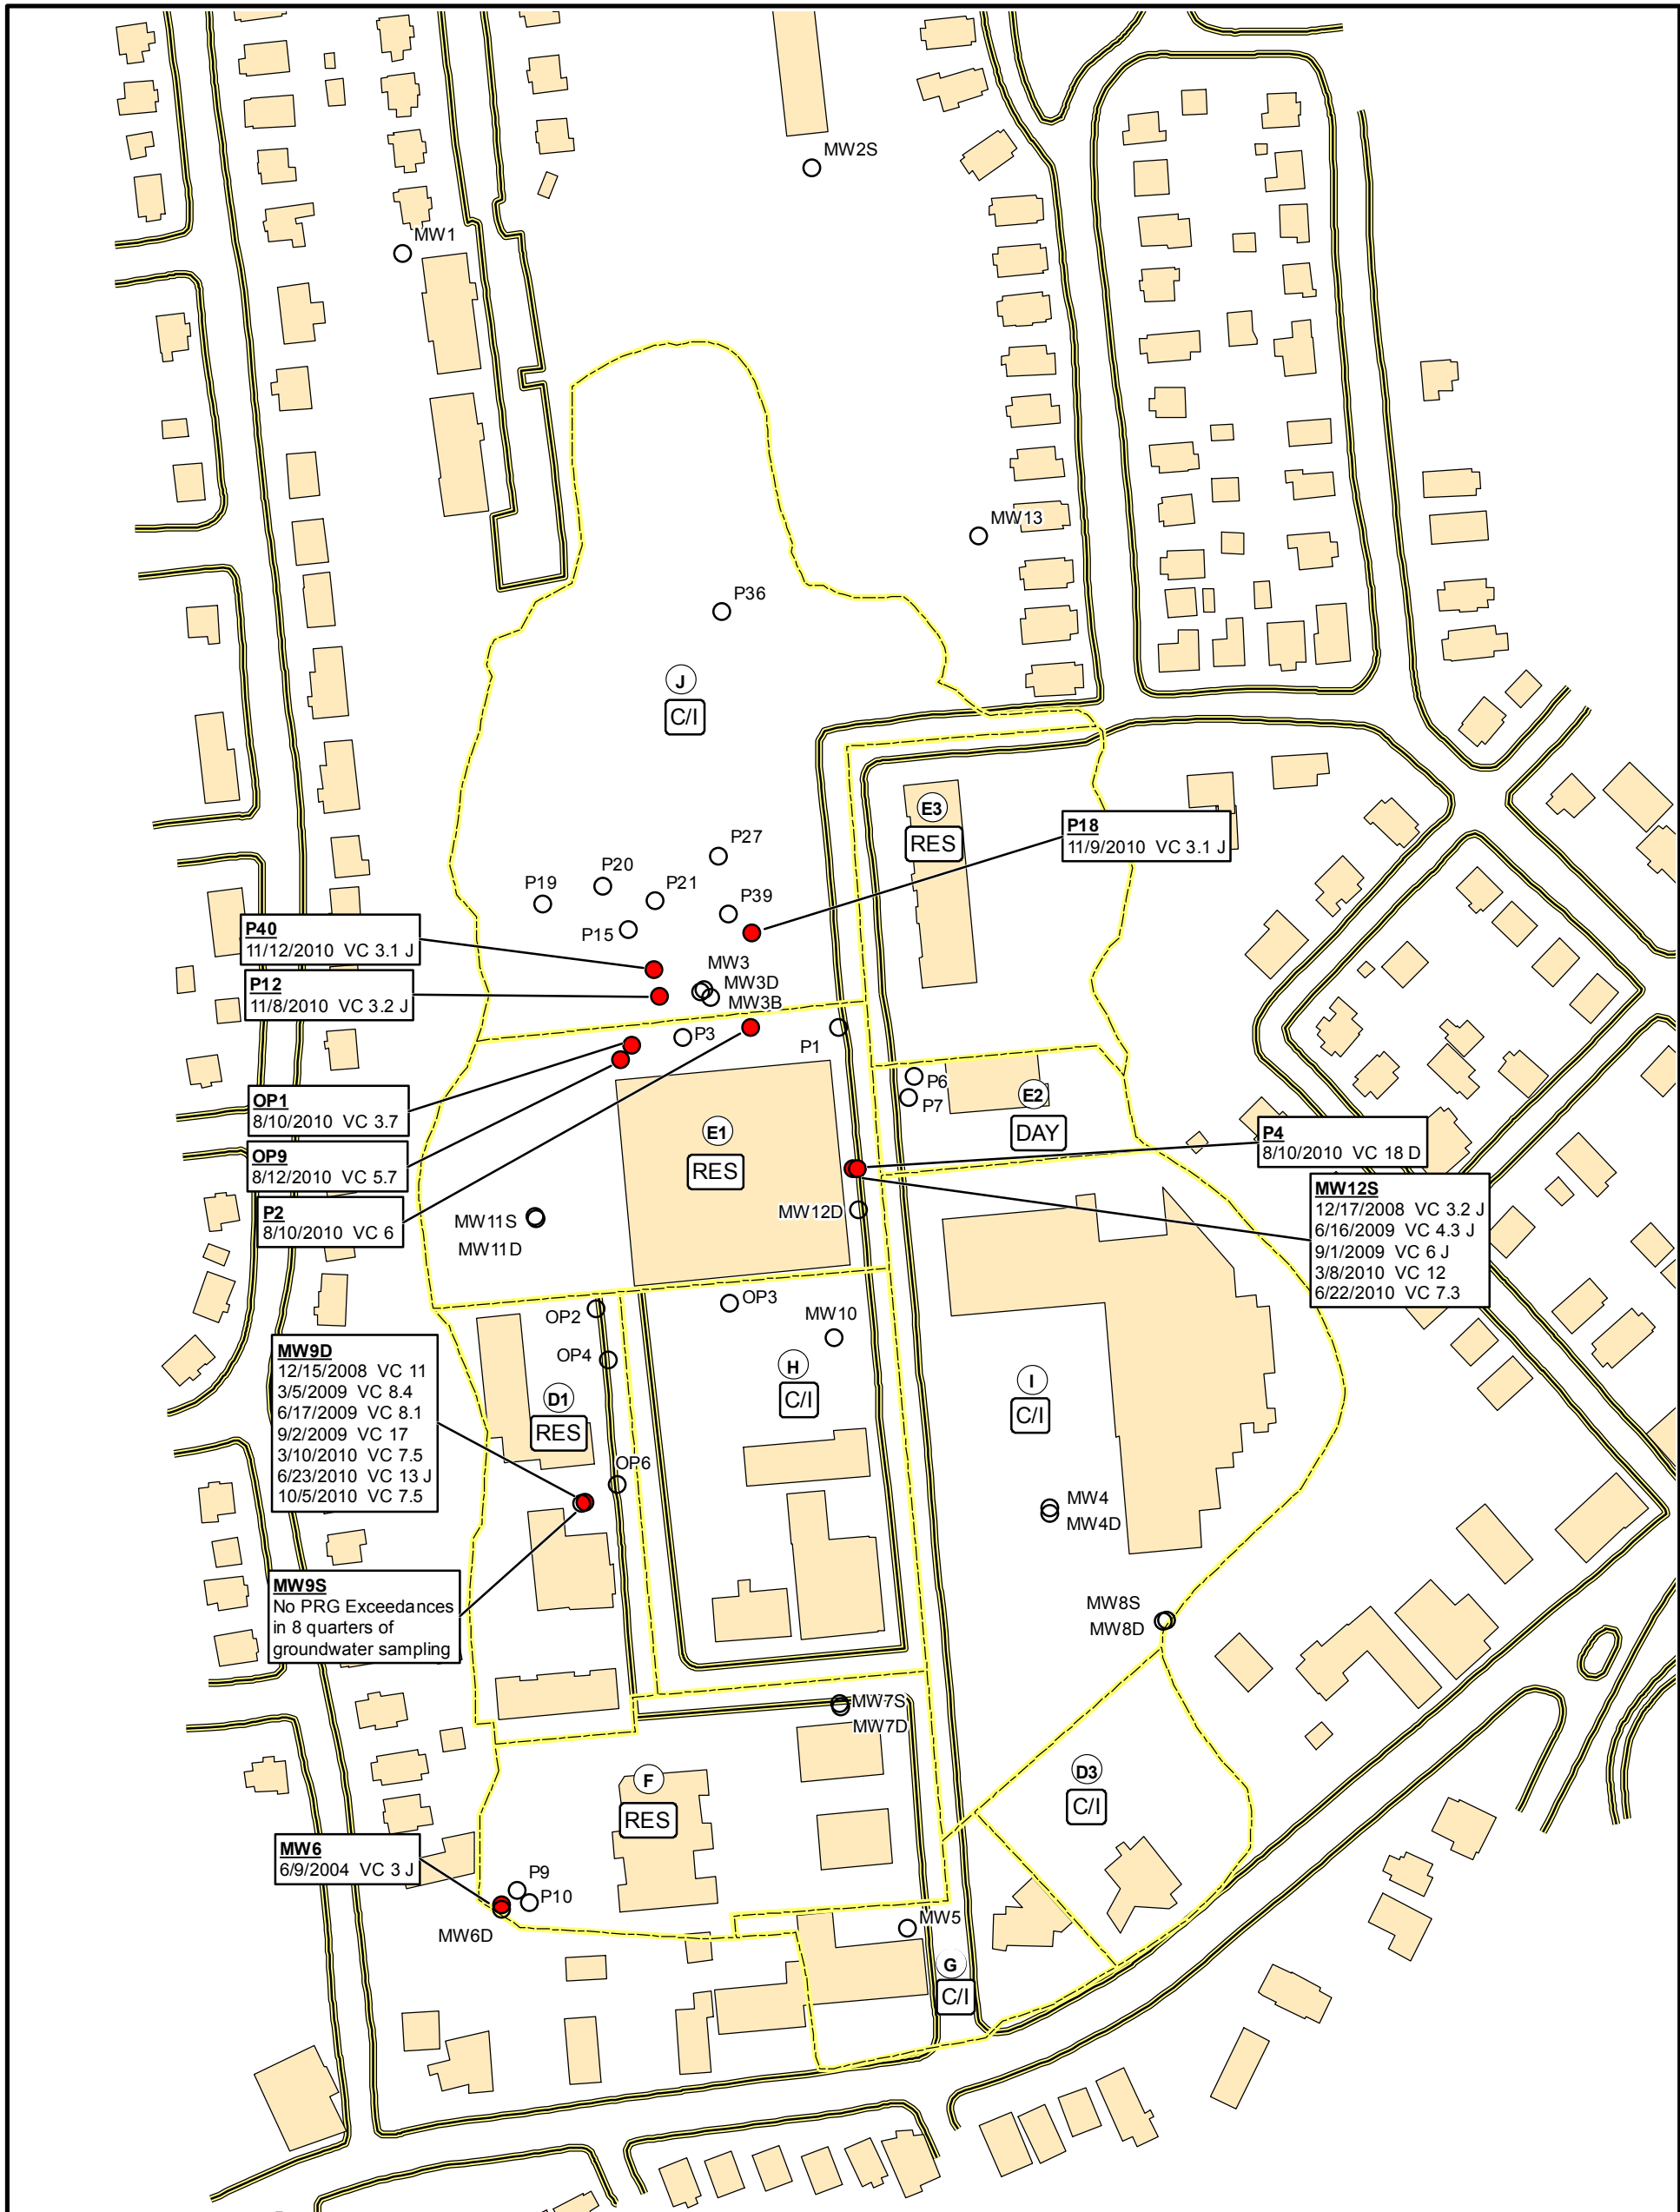 MW2S
MW1
MW13
P36
J
C/I
E3
RES
P18
11/9/2010 VC 3.1 J
P27
P20
P19
P21
P39
P15
P40
11/12/2010 VC 3.1 J
P12
11/8/2010 VC 3.2 J
MW3
MW3D
MW3B
P3
P1
P6
P7
E2
DAY
OP1
8/10/2010 VC 3.7
OP9
8/12/2010 VC 5.7
P2
8/10/2010 VC 6
E1
RES
P4
8/10/2010 VC 18 D
MW12S
12/17/2008 VC 3.2 J
6/16/2009 VC 4.3 J
9/1/2009 VC 6 J
3/8/2010 VC 12
6/22/2010 VC 7.3
MW12D
MW11S
MW11D
OP2
OP3
OP4
MW10
H
C/I
I
C/I
D1
RES
MW9D
12/15/2008 VC 11
3/5/2009 VC 8.4
6/17/2009 VC 8.1
9/2/2009 VC 17
3/10/2010 VC 7.5
6/23/2010 VC 13 J
10/5/2010 VC 7.5
OP6
MW4
MW4D
MW9S
No PRG Exceedances
in 8 quarters of
groundwater sampling
MW8S
MW8D
MW7S
MW7D
F
RES
D3
C/I
MW6
6/9/2004 VC 3 J
P9
P10
MW6D
MW5
G
C/I